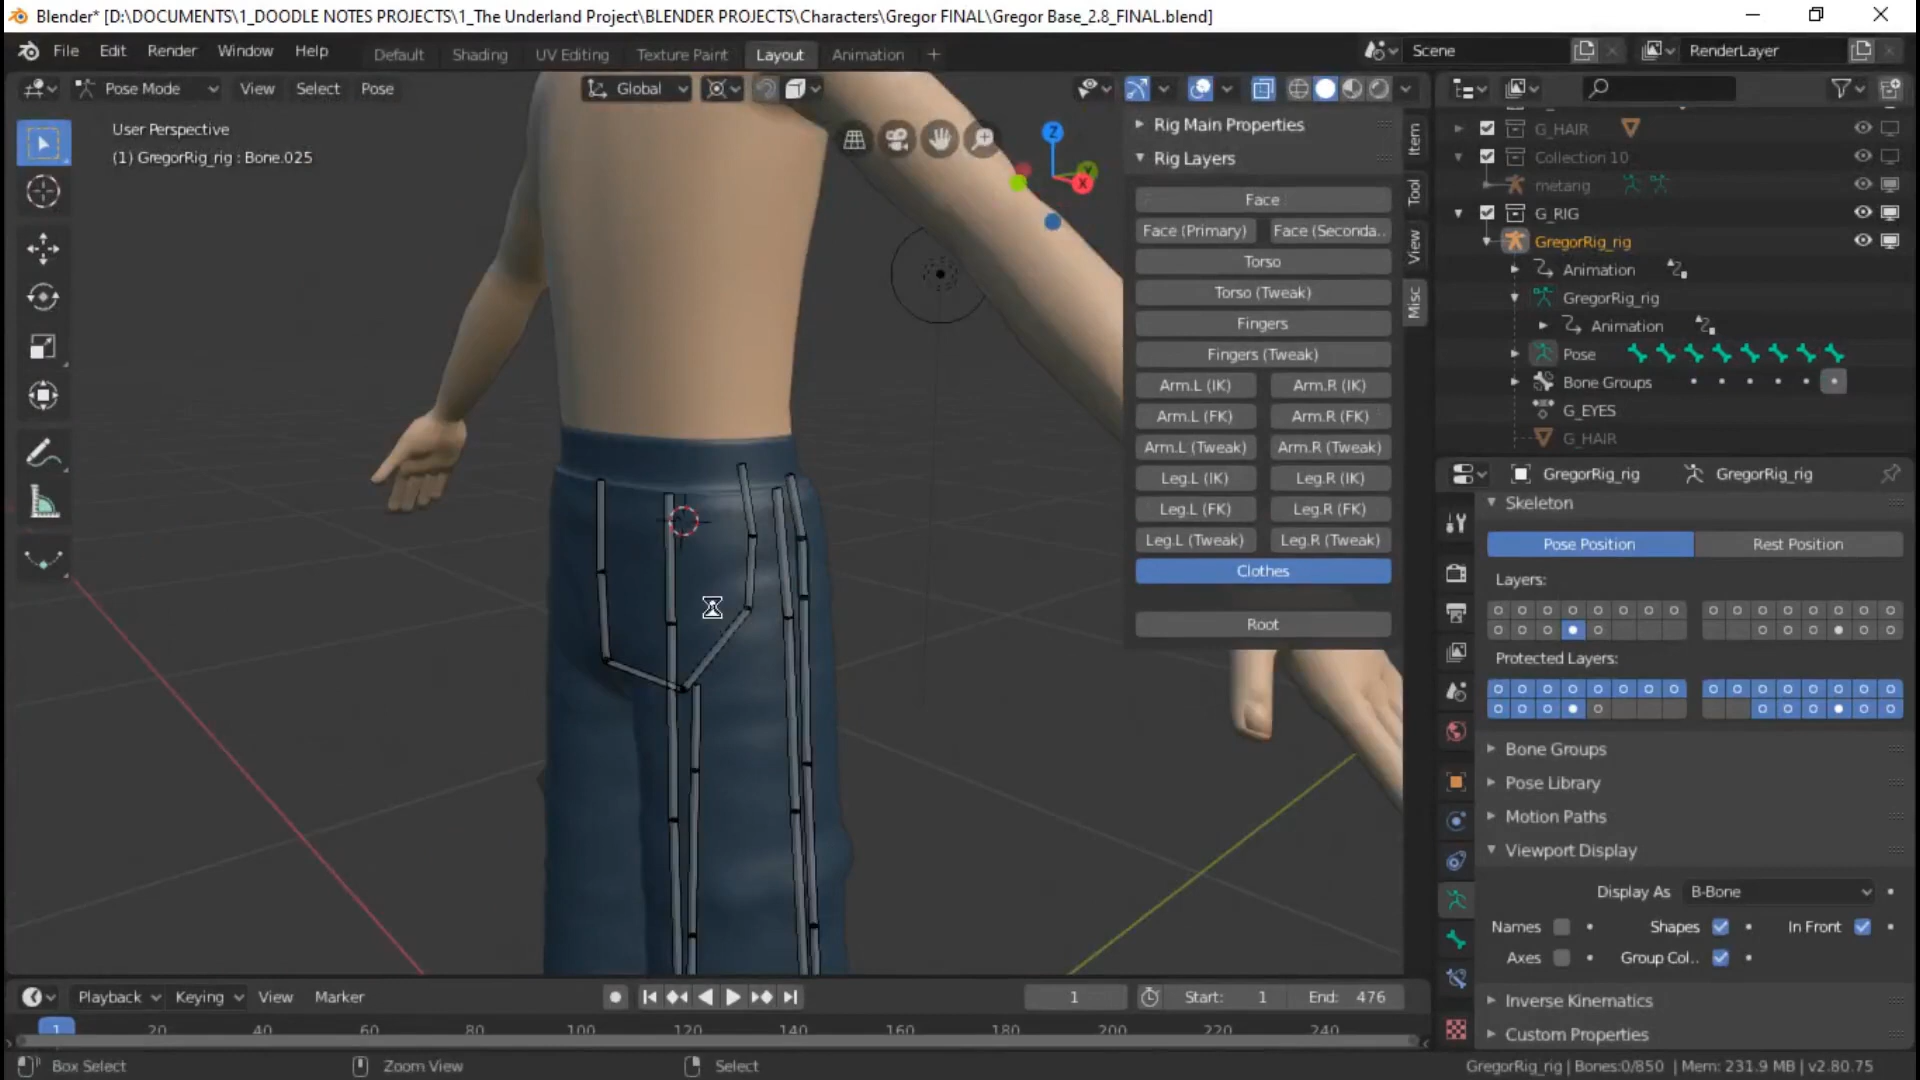 Blender* [D:\DOCUMENTS\1_DOODLE NOTES PROJECTS\1_The Underland Project\BLENDER PROJECTS\Characters\Gregor FINAL\Gregor Base_2.8_FINAL.blend]
File Edit Render Window Help Default Shading UV Editing Texture Paint Layout Animation + Scene RenderLayer
Pose Mode View Select Pose Global
User Perspective
(1) GregorRig_rig : Bone.025
Z
X
Rig Main Properties
Rig Layers
Face
Face (Primary) Face (Seconda..
Torso
Torso (Tweak)
Fingers
Fingers (Tweak)
Arm.L (IK) Arm.R (IK)
Arm.L (FK) Arm.R (FK)
Arm.L (Tweak) Arm.R (Tweak)
Leg.L (IK) Leg.R (IK)
Leg.L (FK) Leg.R (FK)
Leg.L (Tweak) Leg.R (Tweak)
Clothes
Root
Item
Tool
View
Misc
G_HAIR
Collection 10
metang
G_RIG
GregorRig_rig
Animation
GregorRig_rig
Animation
Pose
Bone Groups
G_EYES
G_HAIR
GregorRig_rig GregorRig_rig
Skeleton
Pose Position Rest Position
Layers:
Protected Layers:
Bone Groups
Pose Library
Motion Paths
Viewport Display
Display As B-Bone
Names Shapes In Front
Axes Group Col..
Inverse Kinematics
Custom Properties
Playback Keying View Marker 1 Start: 1 End: 476
1 20 40 60 80 100 120 140 160 180 200 220 240
Box Select Zoom View Select GregorRig_rig | Bones:0/850 | Mem: 231.9 MB | v2.80.75